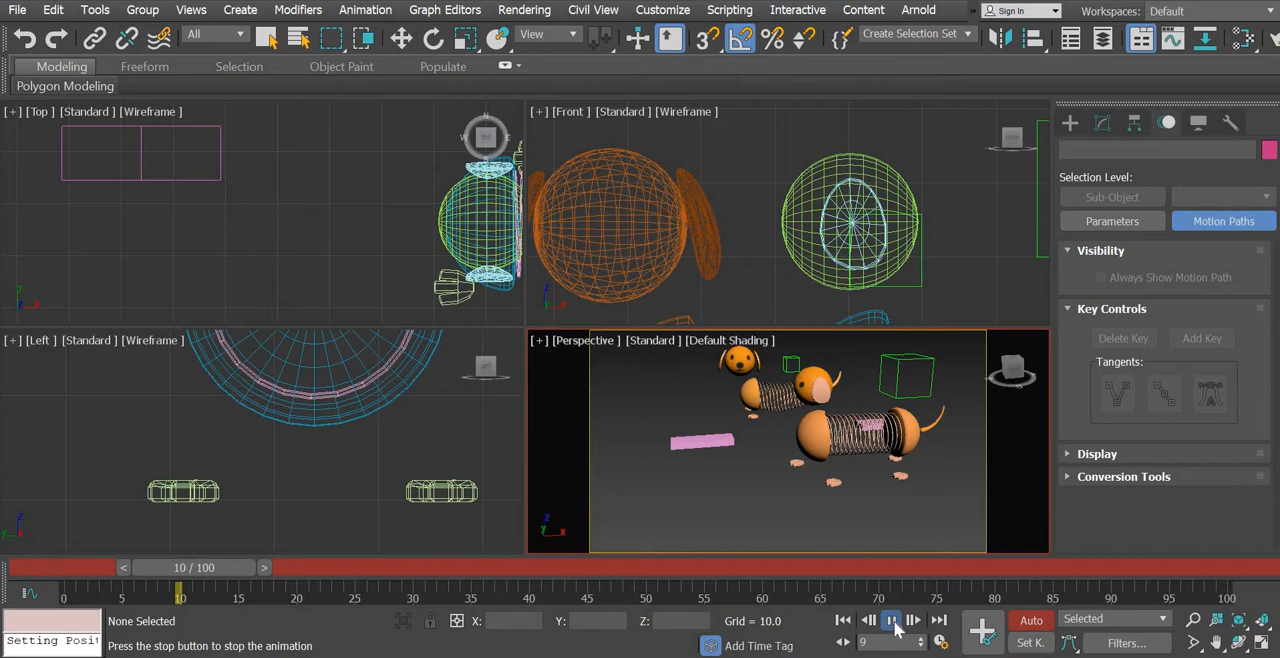 File Edit Tools Group Views Create Modifiers Animation Graph Editors Rendering Civil View Customize Scripting Interactive Content Arnold » Sign In Workspaces: Default
All View 3 % Create Selection Set
Modeling Freeform Selection Object Paint Populate
Polygon Modeling
[+] [Top ] [Standard ] [Wireframe ]
[+] [Front ] [Standard ] [Wireframe ]
N
W E
Selection Level:
Sub-Object
Parameters Motion Paths
Visibility
Always Show Motion Path
Key Controls
Delete Key Add Key
Tangents:
Display
Conversion Tools
y x
z x
[+] [Left ] [Standard ] [Wireframe ]
[+] [Perspective ] [Standard ] [Default Shading ]
z
y
z
y x
< 10 / 100 >
0 5 10 15 20 25 30 35 40 45 50 55 60 65 70 75 80 85 90 95 100
None Selected X: Y: Z: Grid = 10.0 Auto Selected
Setting Posit Press the button to stop the animation Add Time Tag 9 Set K. Filters...